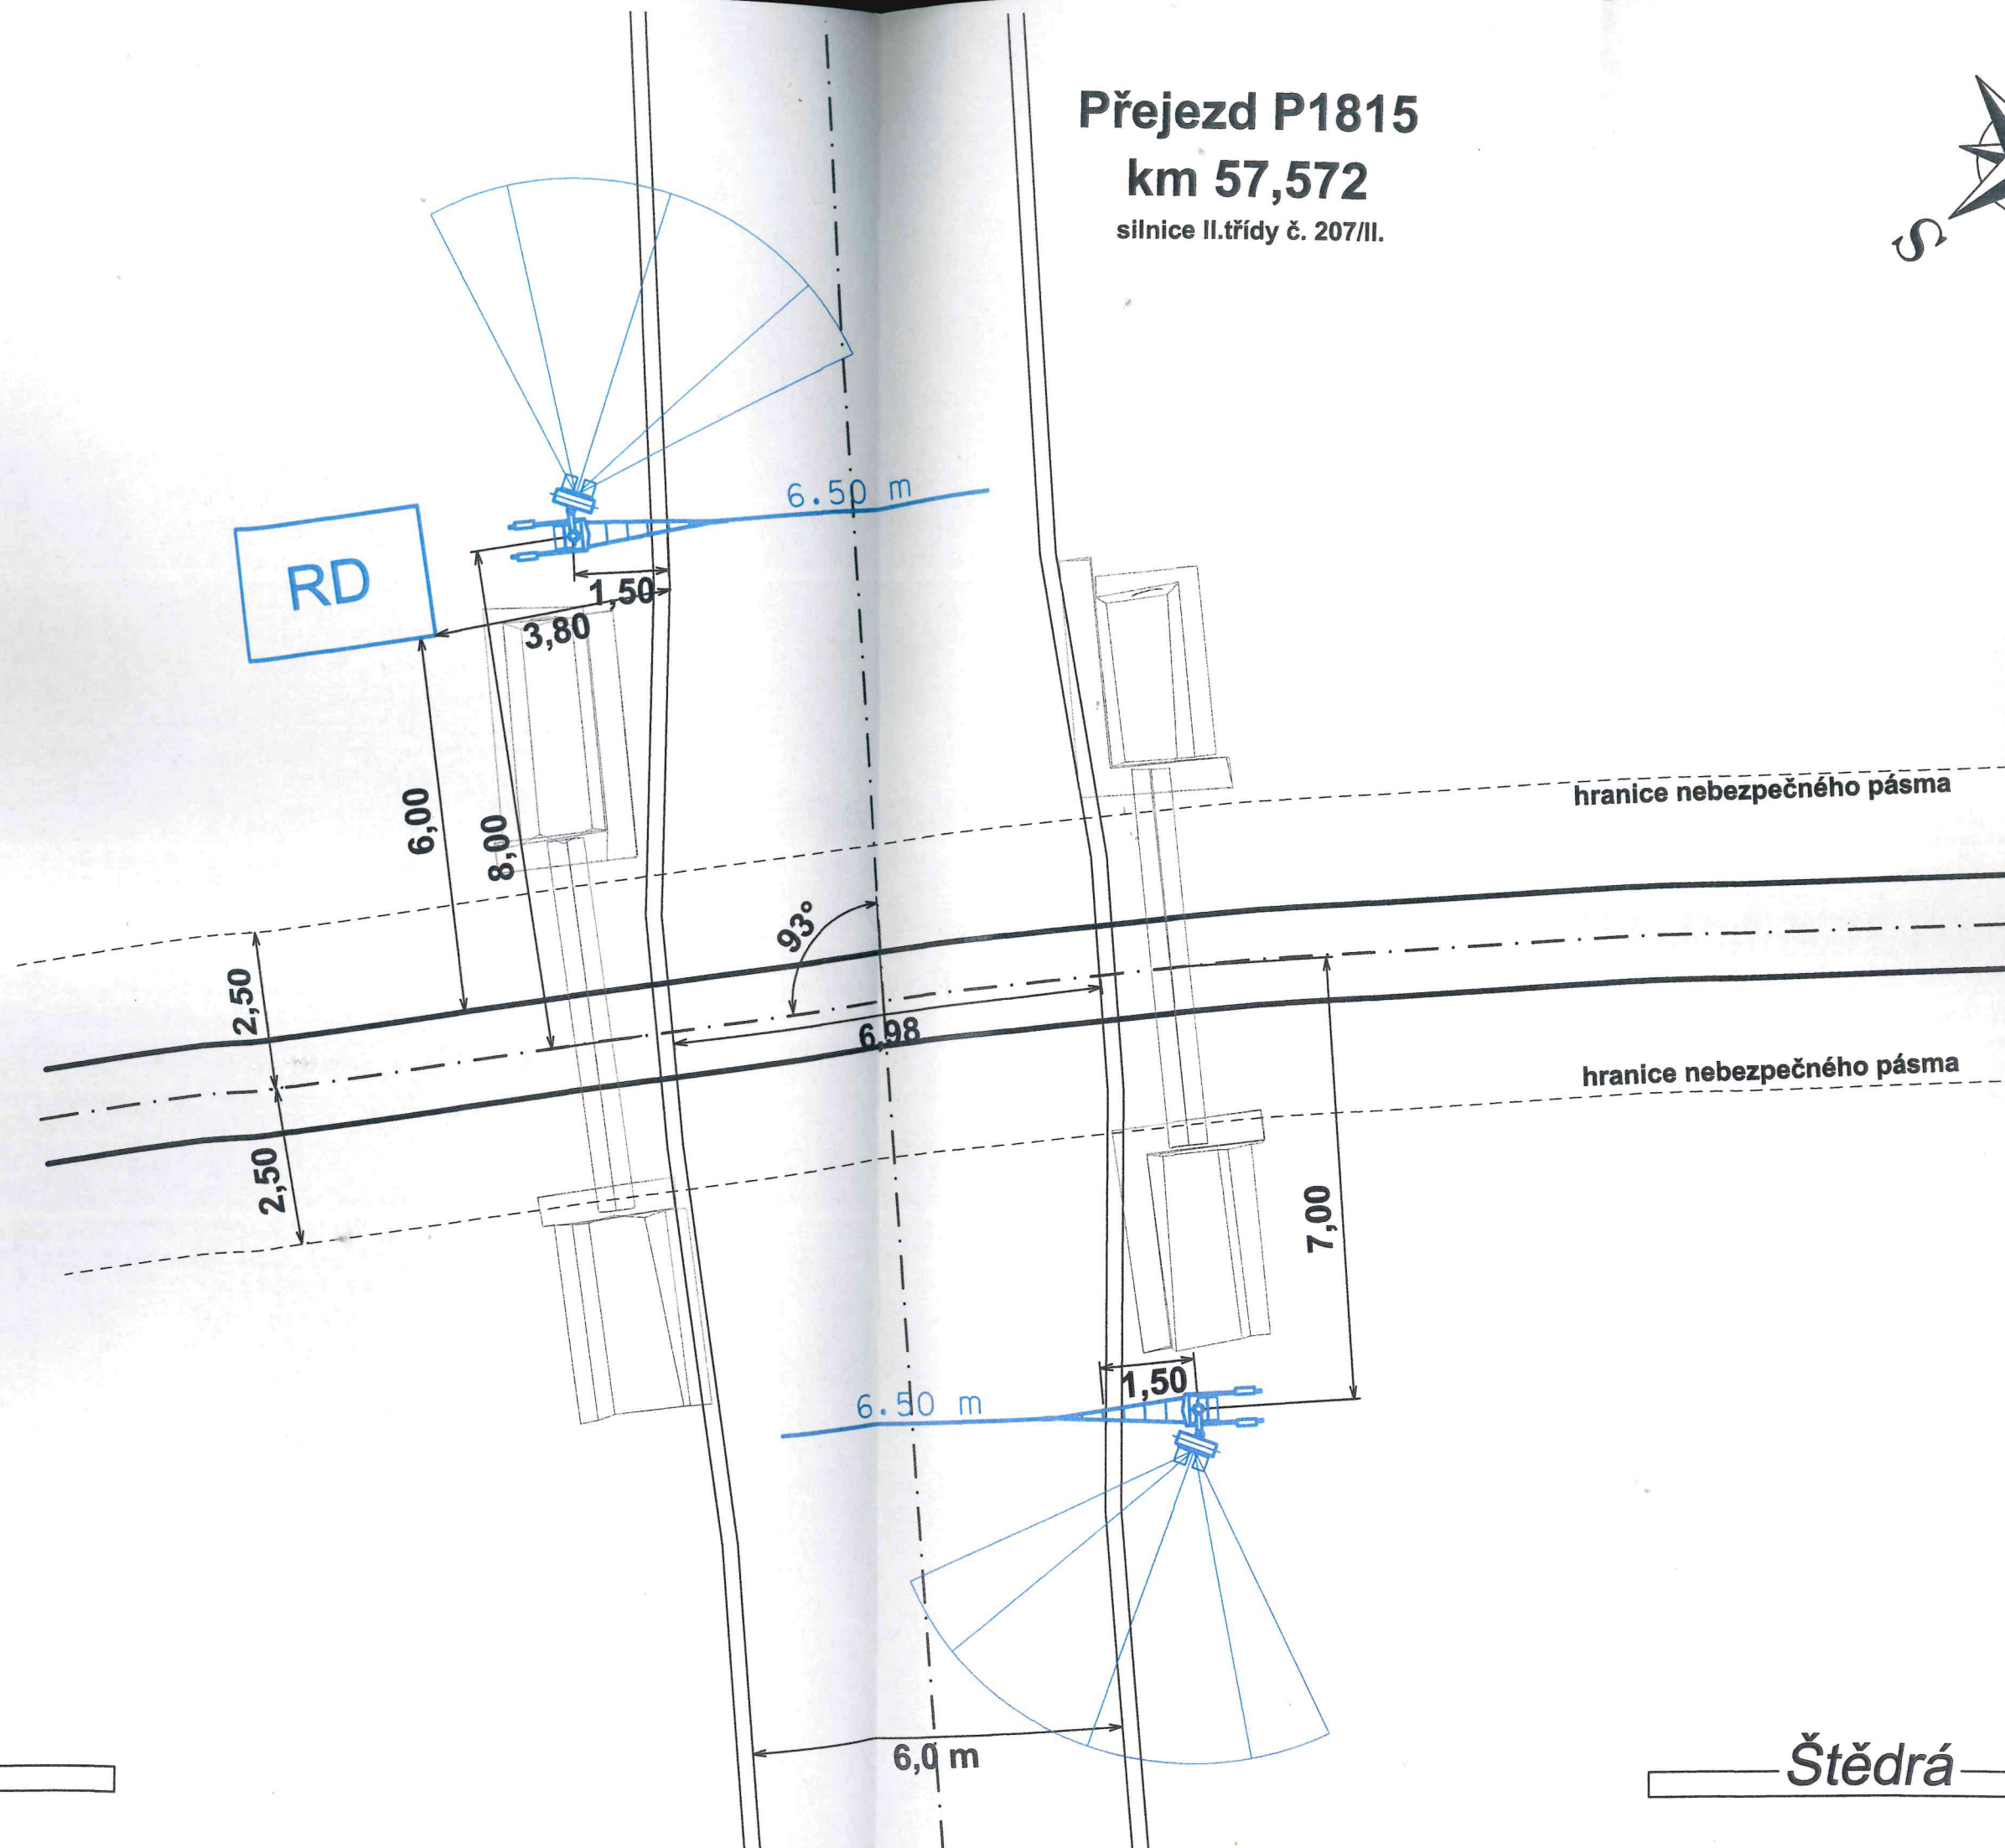 Přejezd P1815
km 57,572
silnice II.třídy č. 207/II.
S
6.50 m
RD
1,50
3,80
6,00
8,00
hranice nebezpečného pásma
93°
2,50
6,98
2,50
hranice nebezpečného pásma
7,00
1,50
6.50 m
6,0 m
Štědrá